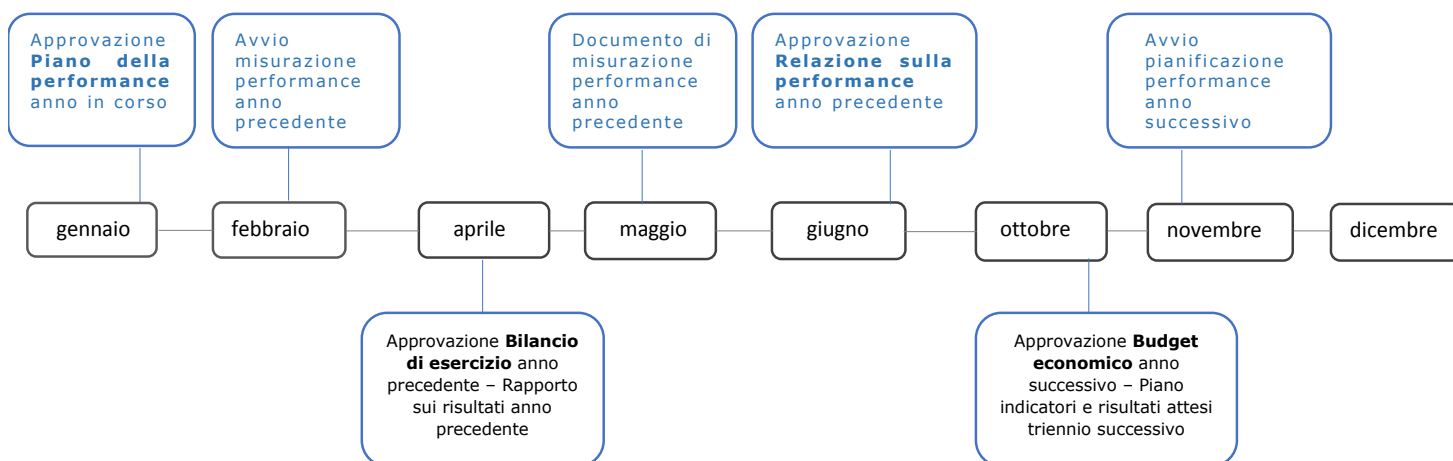 Approvazione
Piano della
performance
anno in corso
Avvio
misurazione
performance
anno
precedente
Documento di
misurazione
performance
anno
precedente
Approvazione
Relazione sulla
performance
anno precedente
Avvio
pianificazione
performance
anno
successivo
gennaio
febbraio
aprile
maggio
giugno
ottobre
novembre
dicembre
Approvazione Bilancio
di esercizio anno
precedente – Rapporto
sui risultati anno
precedente
Approvazione Budget
economico anno
successivo – Piano
indicatori e risultati attesi
triennio successivo